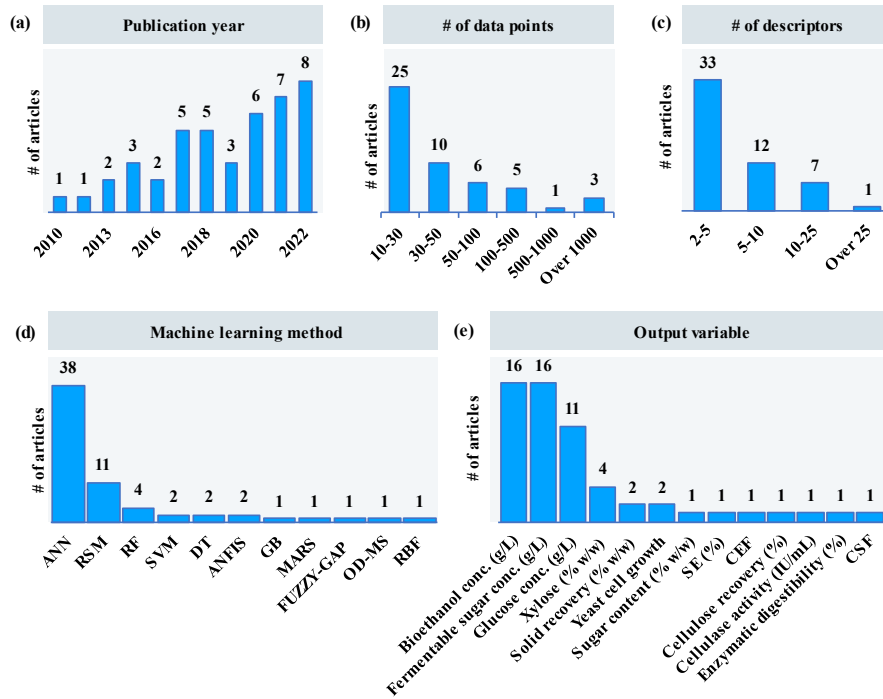 (a)
Publication year
# of articles
1 1 2 3 2 5 5 3 6 7 8
2010 2013 2016 2018 2020 2022
(b)
# of data points
# of articles
25 10 6 5 1 3
10-30 30-50 50-100 100-500 500-1000 Over 1000
(c)
# of descriptors
# of articles
33 12 7 1
2-5 5-10 10-25 Over 25
(d)
Machine learning method
# of articles
38 11 4 2 2 2 1 1 1 1 1
ANN RSM RF SVM DT ANFIS GB MARS FUZZY-GAP OD-MS RBF
(e)
Output variable
# of articles
16 16 11 4 2 2 1 1 1 1 1 1 1
Bioethanol conc. (g/L)
Fermentable sugar conc. (g/L)
Glucose conc. (g/L)
Xylose (% w/w)
Solid recovery (% w/w)
Yeast cell growth
Sugar content (% w/w)
SE (%)
CEF
Cellulose recovery (%)
Cellulase activity (IU/mL)
Enzymatic digestibility (%)
CSF